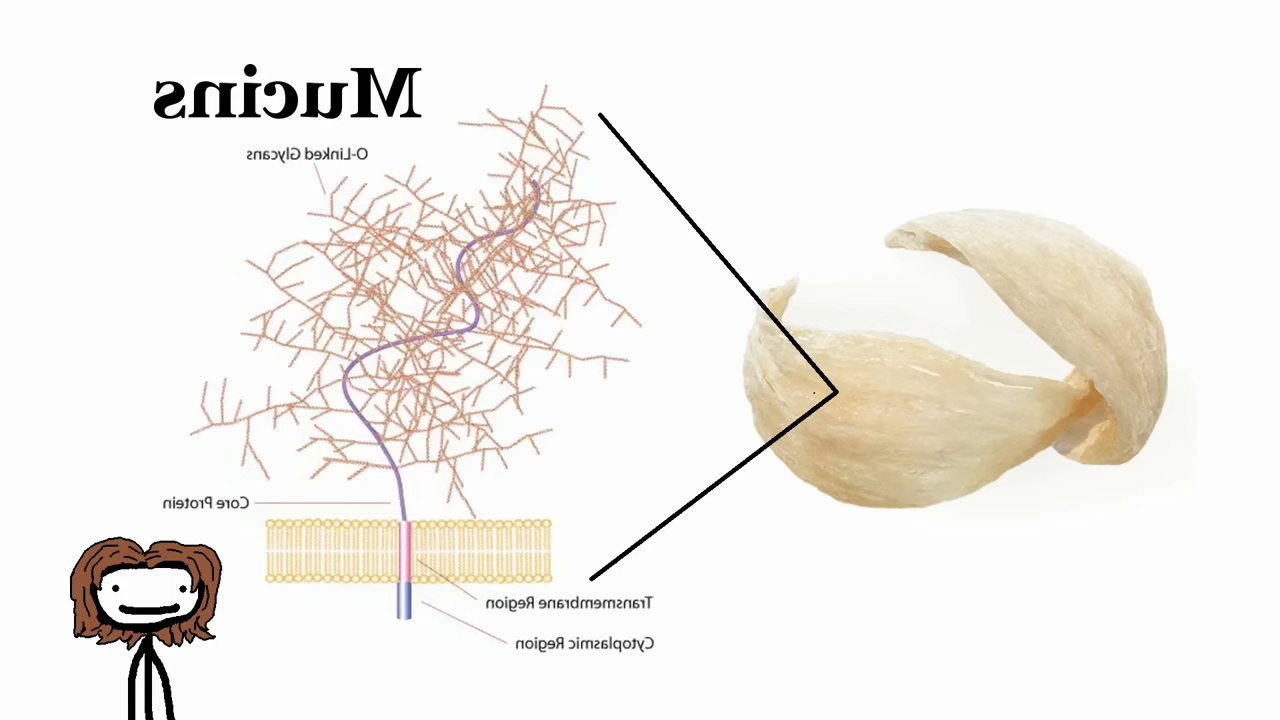 Mucins
O-Linked Glycans
Core Protein
Transmembrane Region
Cytoplasmic Region